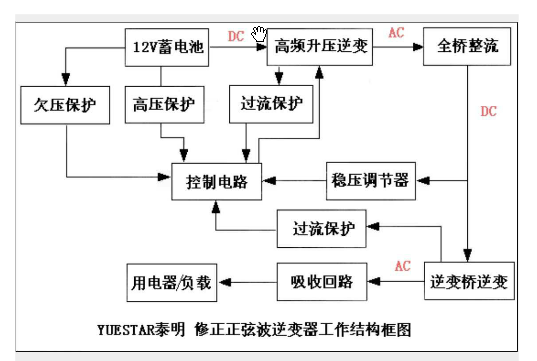 12V蓄电池
DC
高频升压逆变
AC
全桥整流
欠压保护
高压保护
过流保护
DC
控制电路
稳压调节器
过流保护
用电器/负载
吸收回路
AC
逆变桥逆变
YUESTAR泰明 修正正弦波逆变器工作结构框图